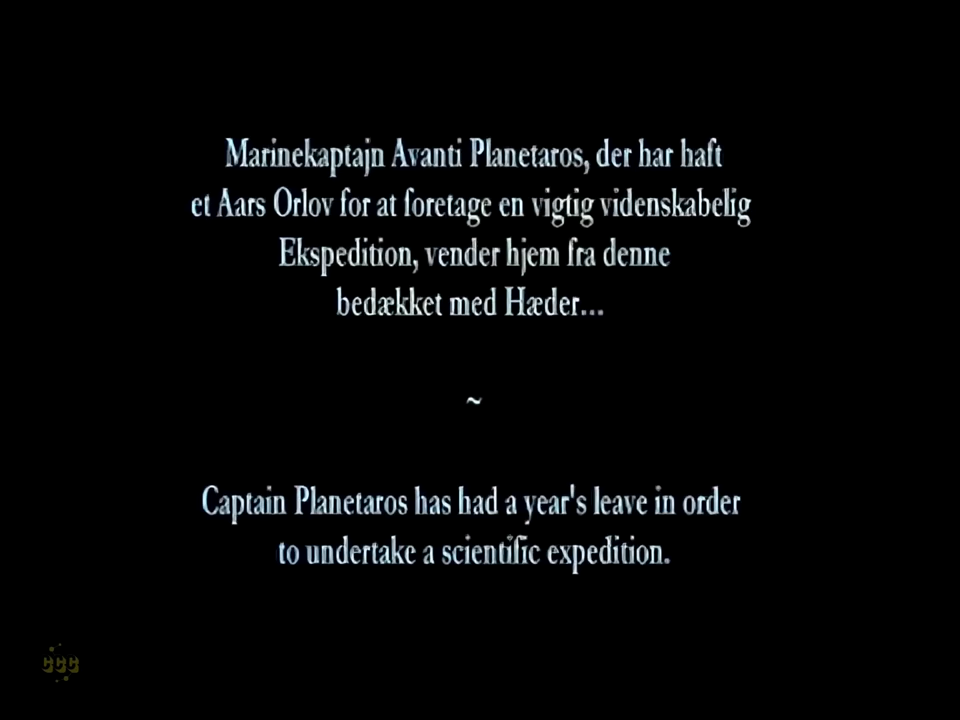 Marinekaptajn Avanti Planetaros, der har haft
et Aars Orlov for at foretage en vigtig videnskabelig
Ekspedition, vender hjem fra denne
bedækket med Hæder...
~
Captain Planetaros has had a year's leave in order
to undertake a scientific expedition.
CCC